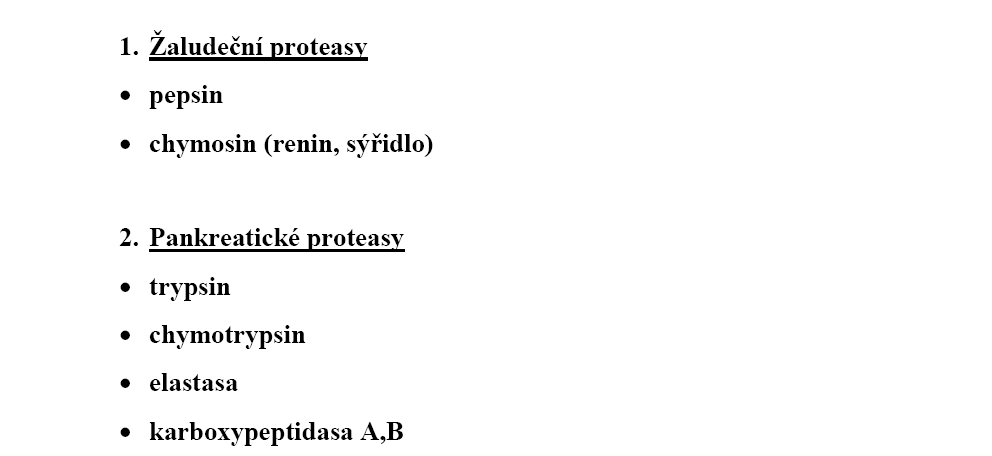 1. Žaludeční proteasy
• pepsin
• chymosin (renin, sýřidlo)
2. Pankreatické proteasy
• trypsin
• chymotrypsin
• elastasa
• karboxypeptidasa A,B